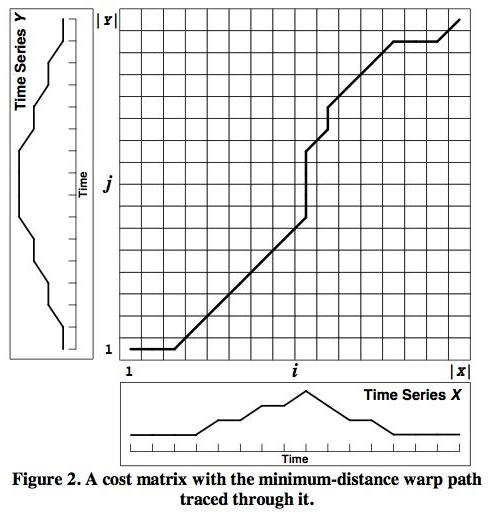 Time Series Y
Time
|Y|
j
1
1
i
|X|
Time Series X
Time
Figure 2. A cost matrix with the minimum-distance warp path
traced through it.